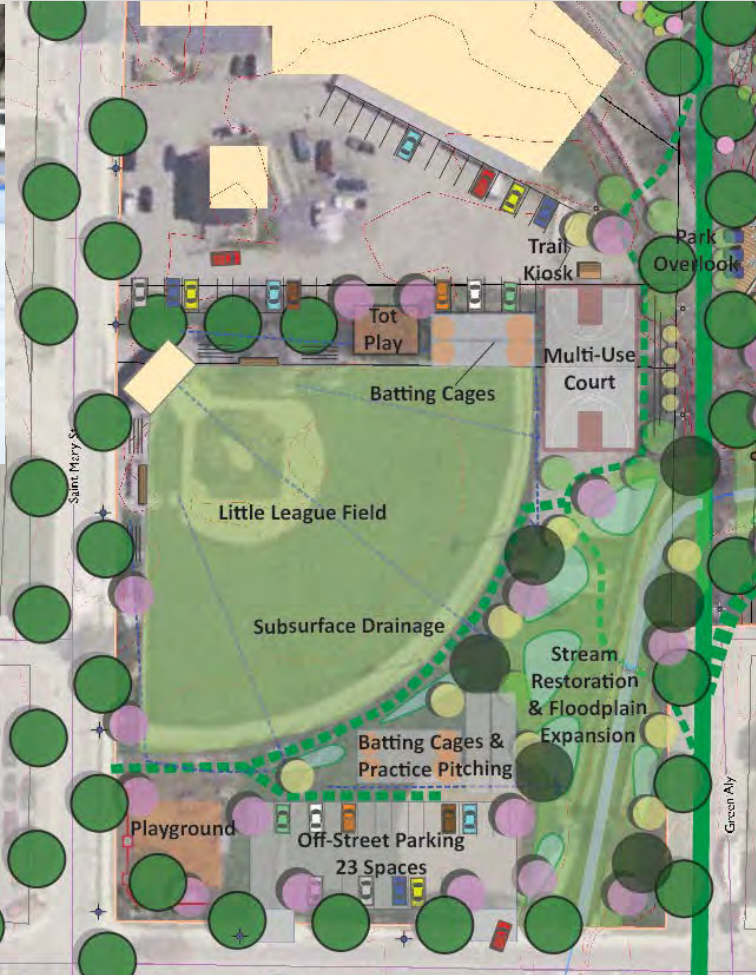 Trail
Kiosk
Park
Overlook
Tot
Play
Multi-Use
Court
Batting Cages
Saint Mary St
Little League Field
Subsurface Drainage
Stream
Restoration
& Floodplain
Expansion
Batting Cages &
Practice Pitching
Green Aly
Playground
Off-Street Parking
23 Spaces